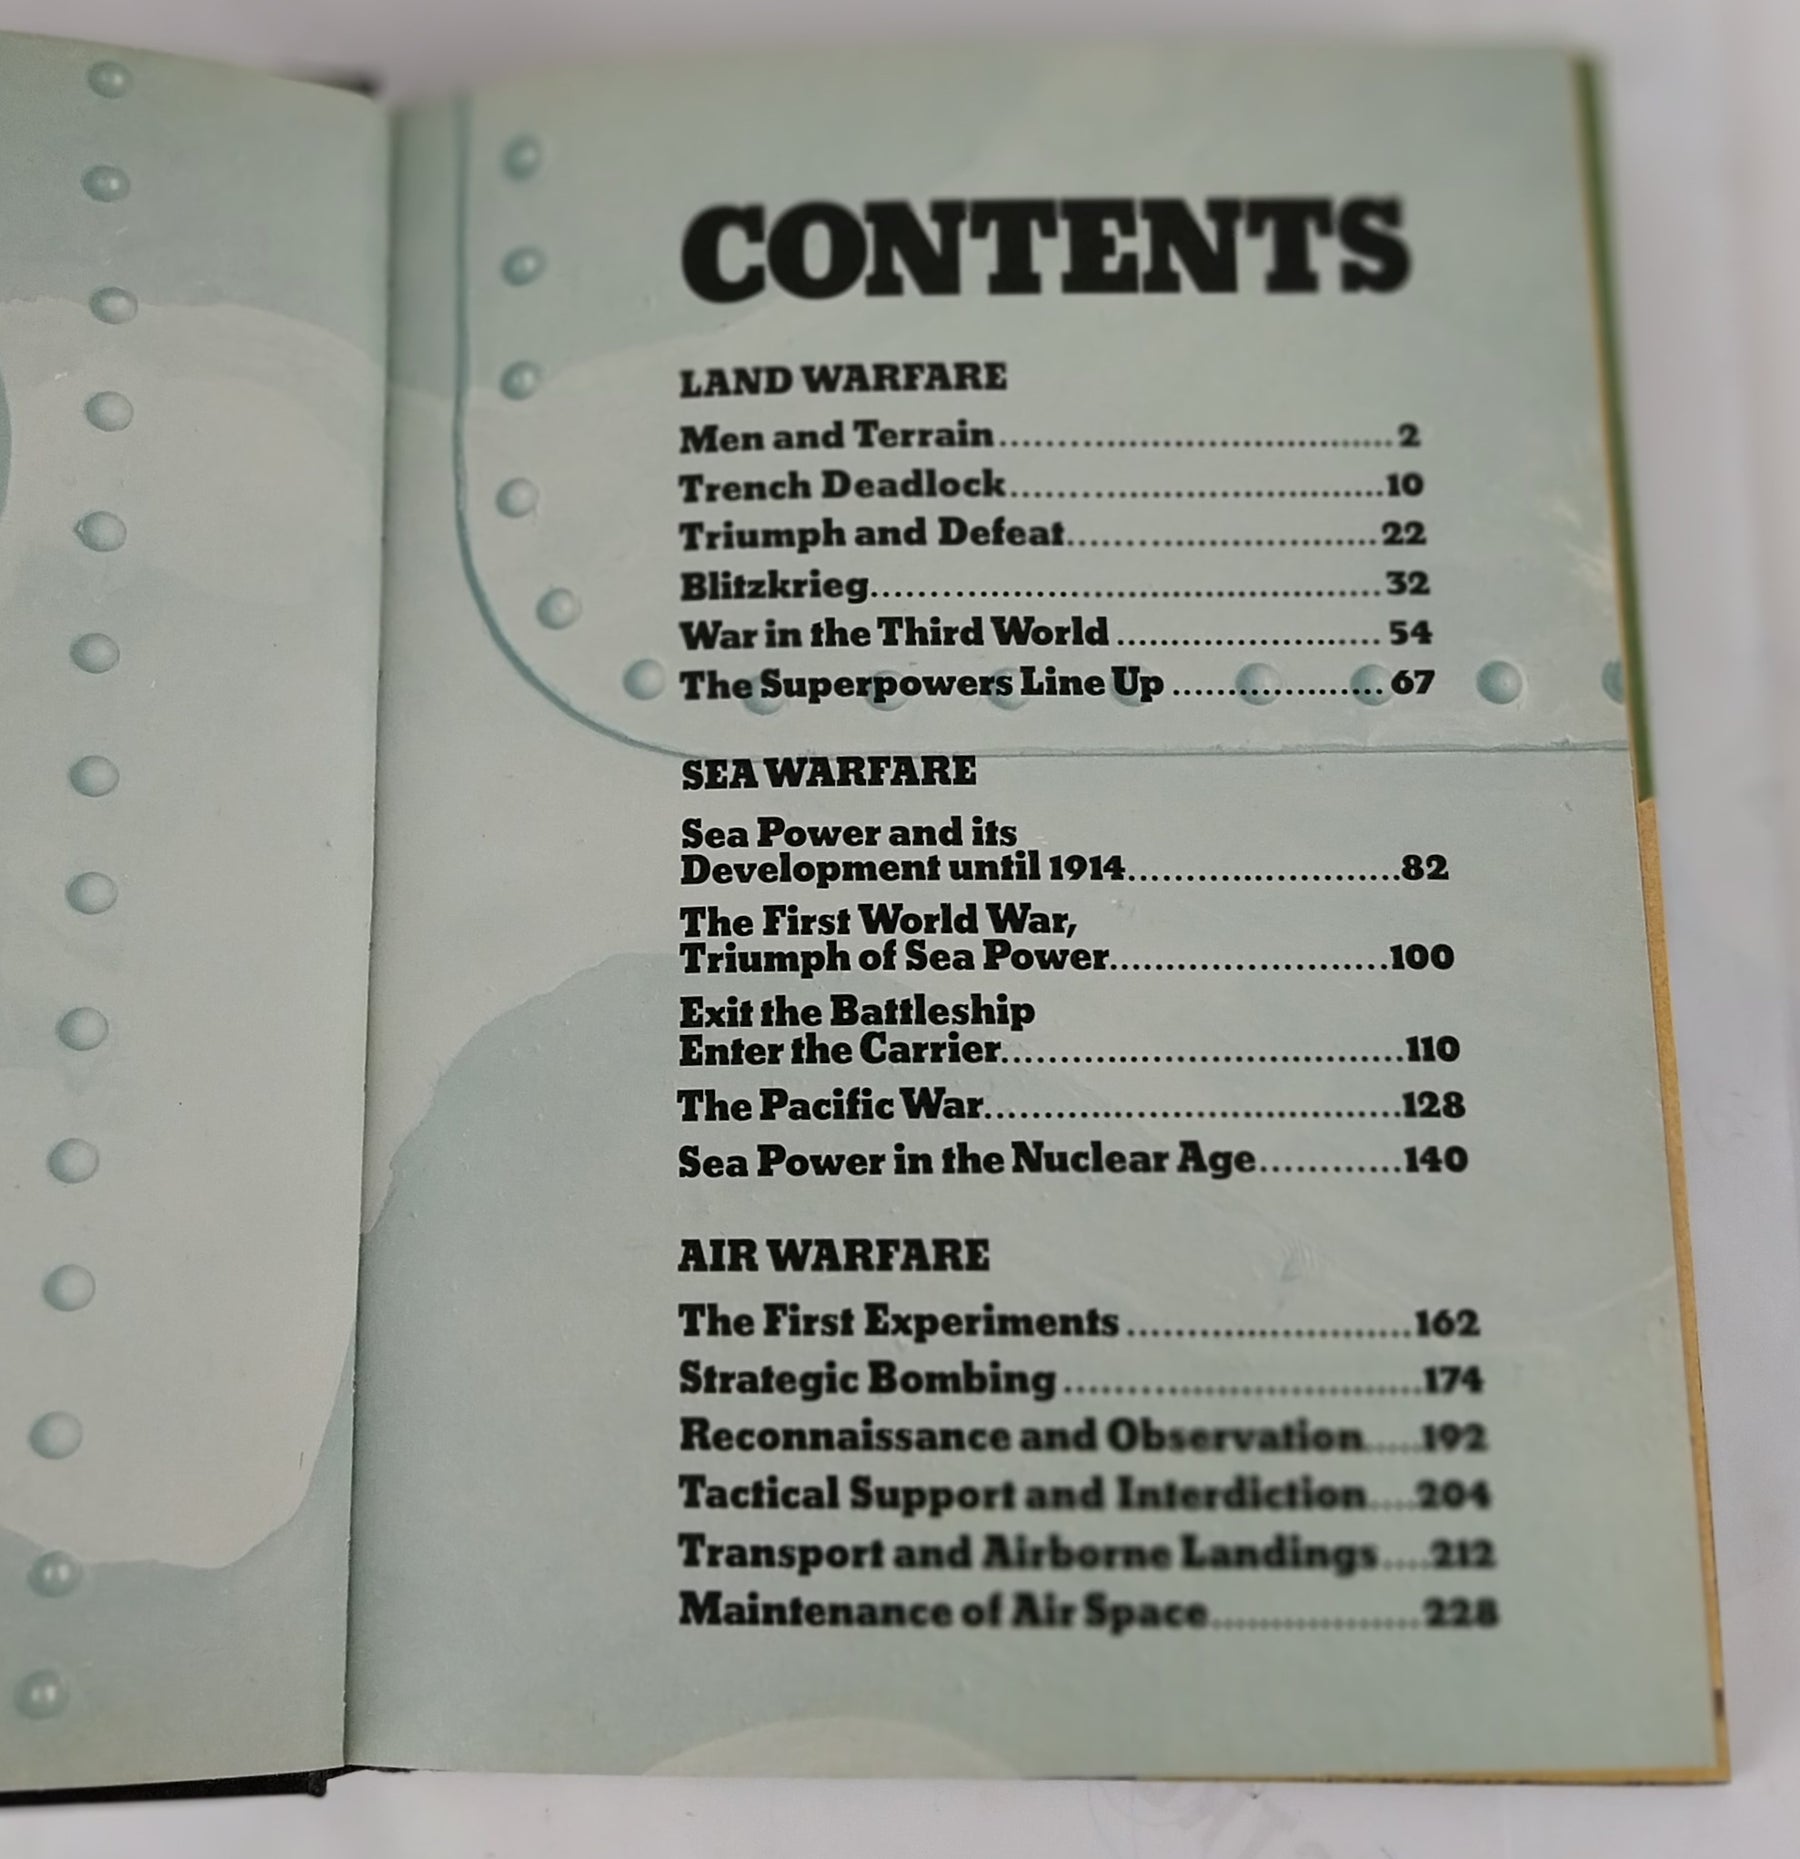 CONTENTS
LAND WARFARE
Men and Terrain..................................2
Trench Deadlock................................10
Triumph and Defeat..........................22
Blitzkrieg...........................................32
War in the Third World.......................54
The Superpowers Line Up..................67
SEA WARFARE
Sea Power and its
Development until 1914.......................82
The First World War,
Triumph of Sea Power........................100
Exit the Battleship
Enter the Carrier..................................110
The Pacific War...................................128
Sea Power in the Nuclear Age............140
AIR WARFARE
The First Experiments........................162
Strategic Bombing..............................174
Reconnaissance and Observation.....192
Tactical Support and Interdiction....204
Transport and Airborne Landings....212
Maintenance of Air Space..................228